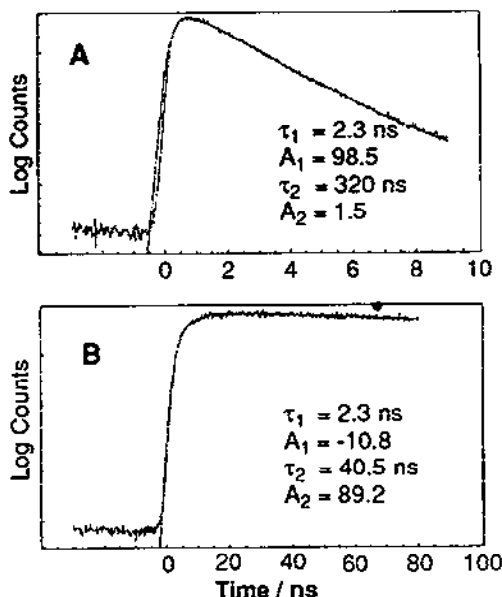 A
Log Counts
τ1 = 2.3 ns
A1 = 98.5
τ2 = 320 ns
A2 = 1.5
0 2 4 6 8 10
B
Log Counts
τ1 = 2.3 ns
A1 = -10.8
τ2 = 40.5 ns
A2 = 89.2
0 20 40 60 80 100
Time / ns